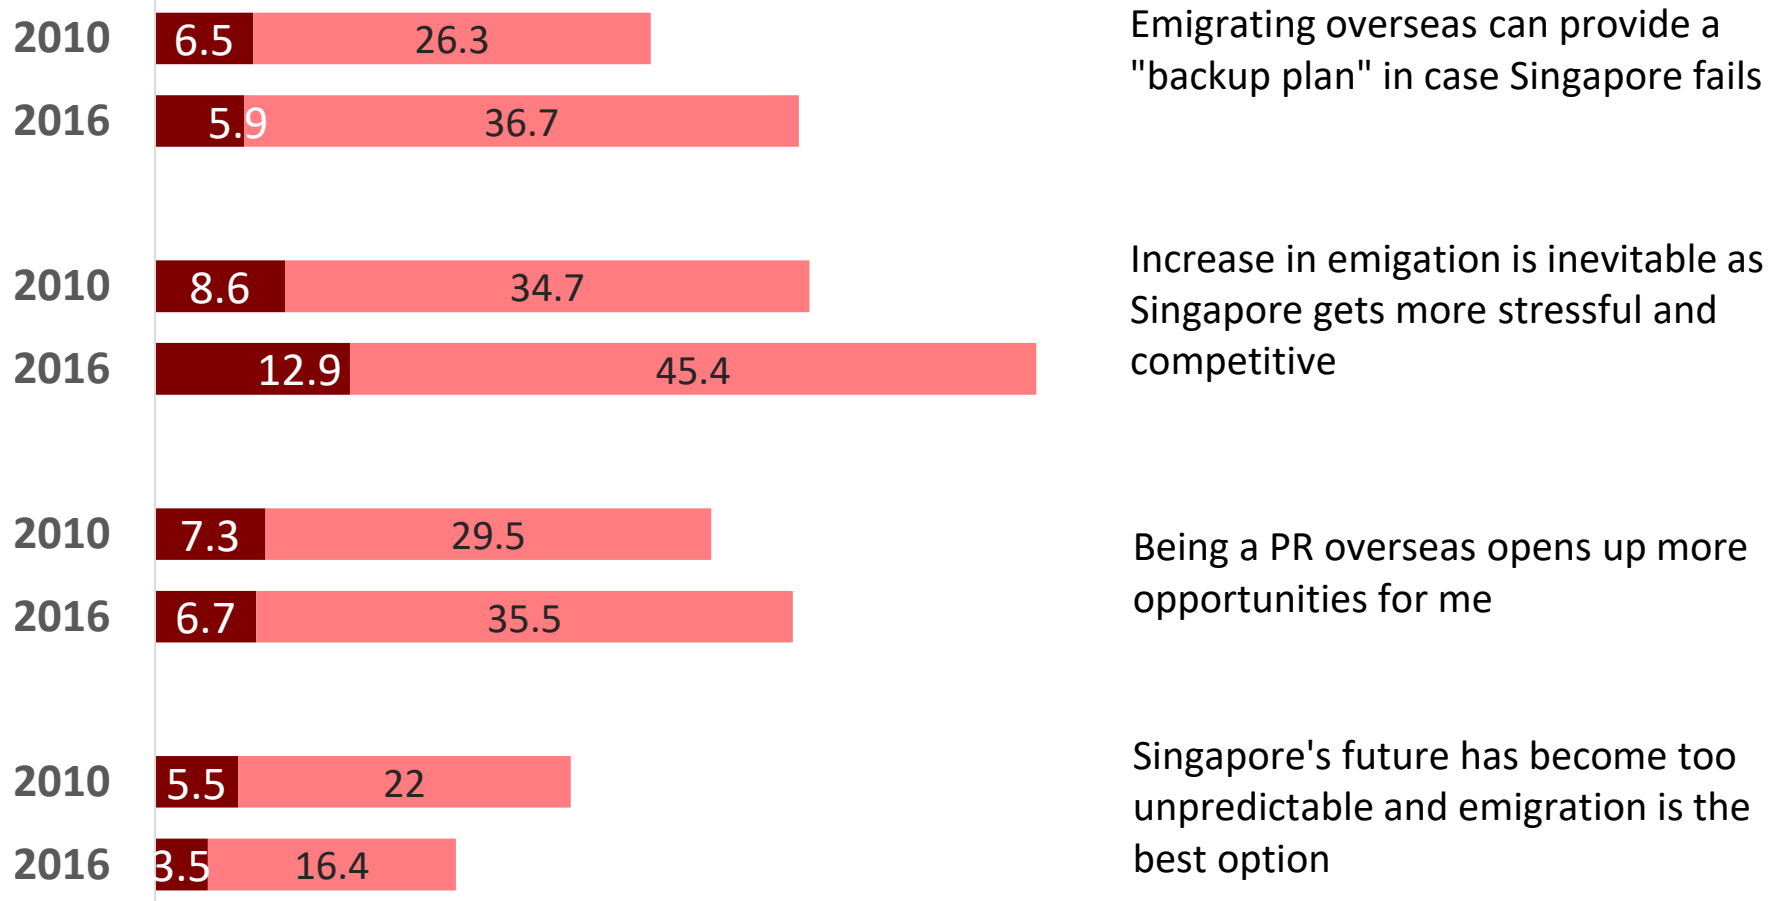 2010 6.5 26.3
Emigrating overseas can provide a
"backup plan" in case Singapore fails
2016 5.9 36.7
2010 8.6 34.7
Increase in emigation is inevitable as
Singapore gets more stressful and
competitive
2016 12.9 45.4
2010 7.3 29.5
Being a PR overseas opens up more
opportunities for me
2016 6.7 35.5
2010 5.5 22
Singapore's future has become too
unpredictable and emigration is the
best option
2016 3.5 16.4